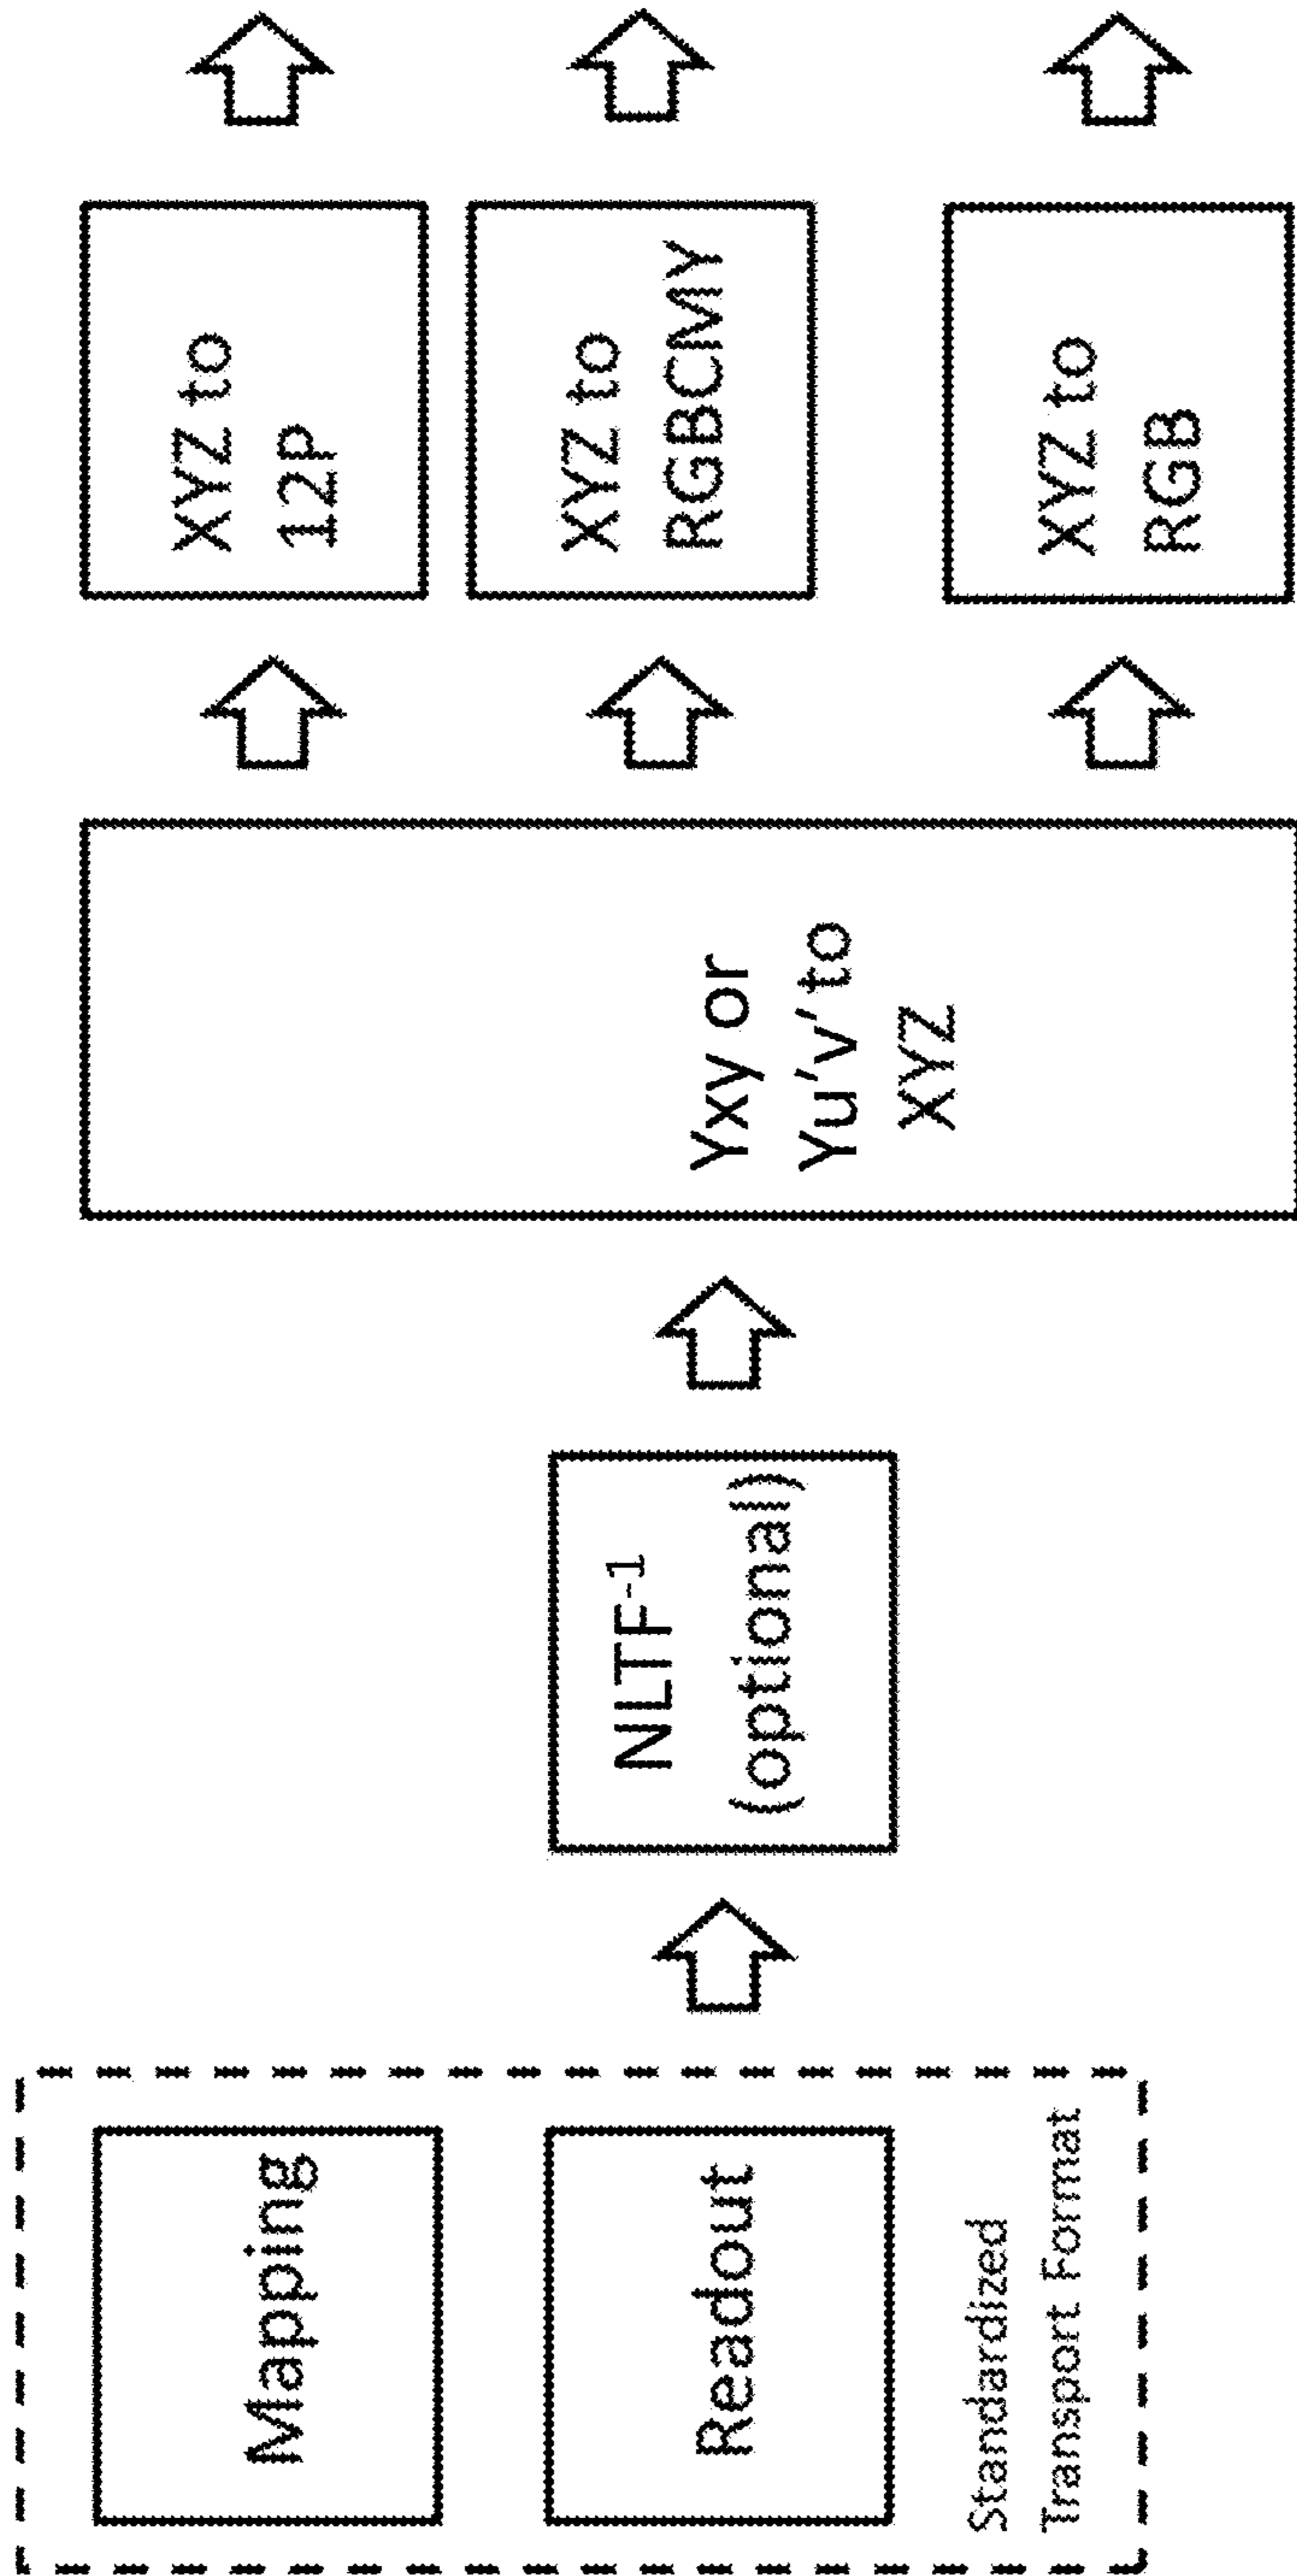 Mapping
Readout
Standardized
Transport Format
NLTF⁻¹
(optional)
Yxy or
Yu'v' to
XYZ
XYZ to
12P
XYZ to
RGBCMY
XYZ to
RGB